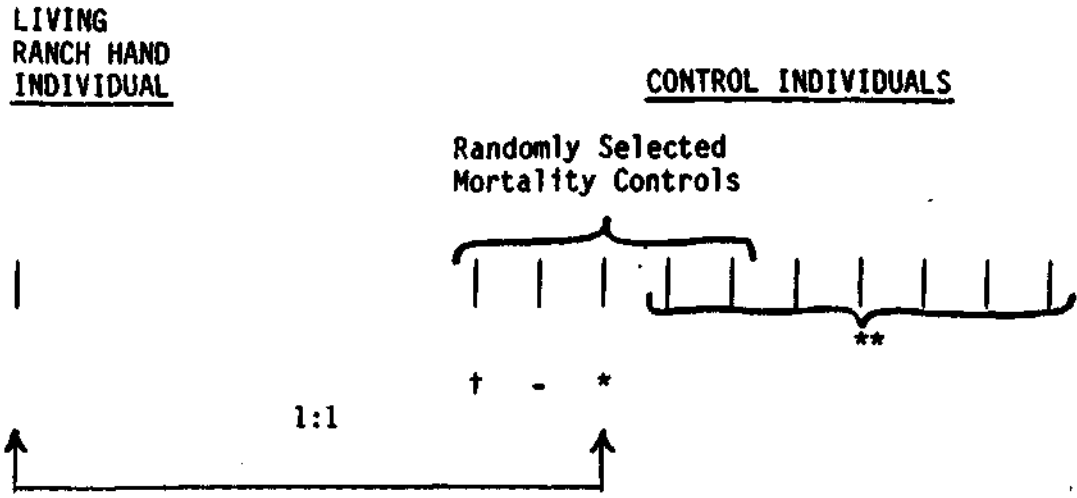 LIVING
RANCH HAND
INDIVIDUAL
CONTROL INDIVIDUALS
Randomly Selected
Mortality Controls
**
† - *
1:1